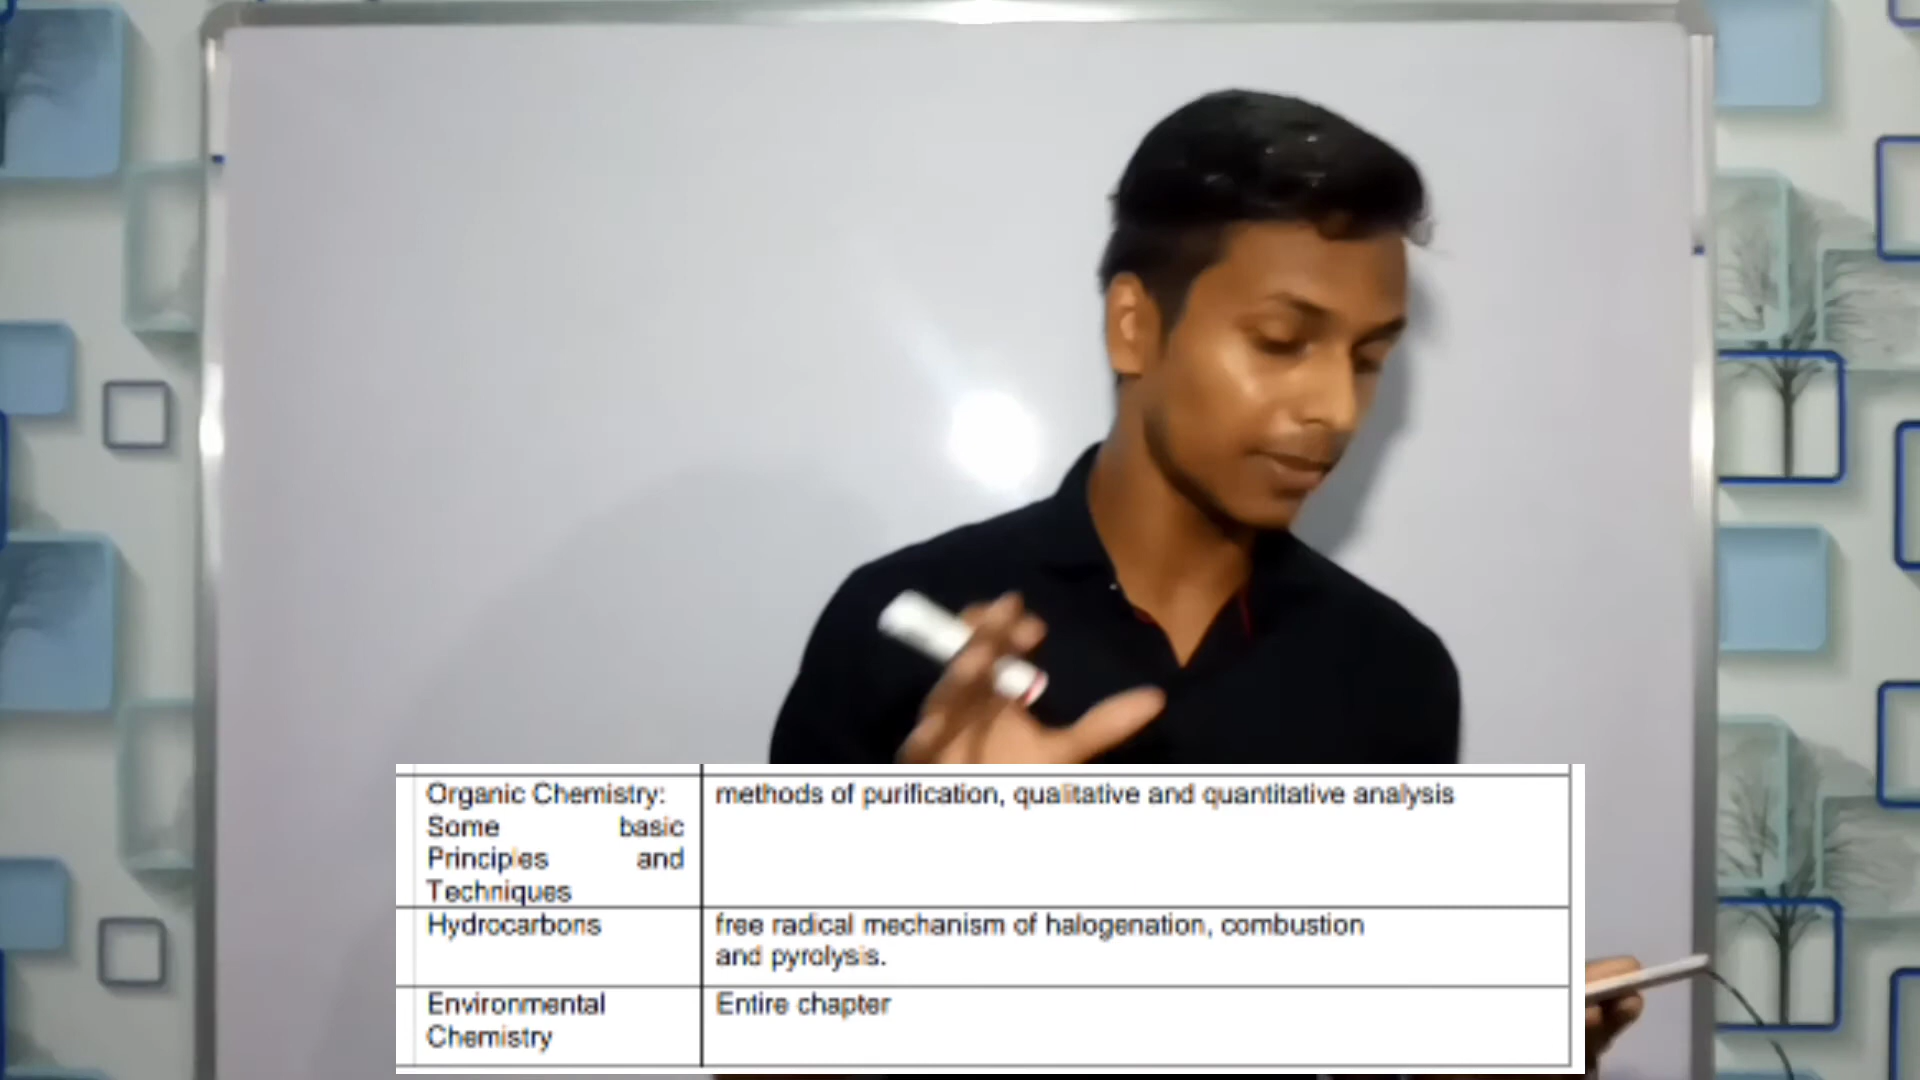 Organic Chemistry: methods of purification, qualitative and quantitative analysis
Some basic
Principles and
Techniques
Hydrocarbons free radical mechanism of halogenation, combustion
and pyrolysis.
Environmental Entire chapter
Chemistry